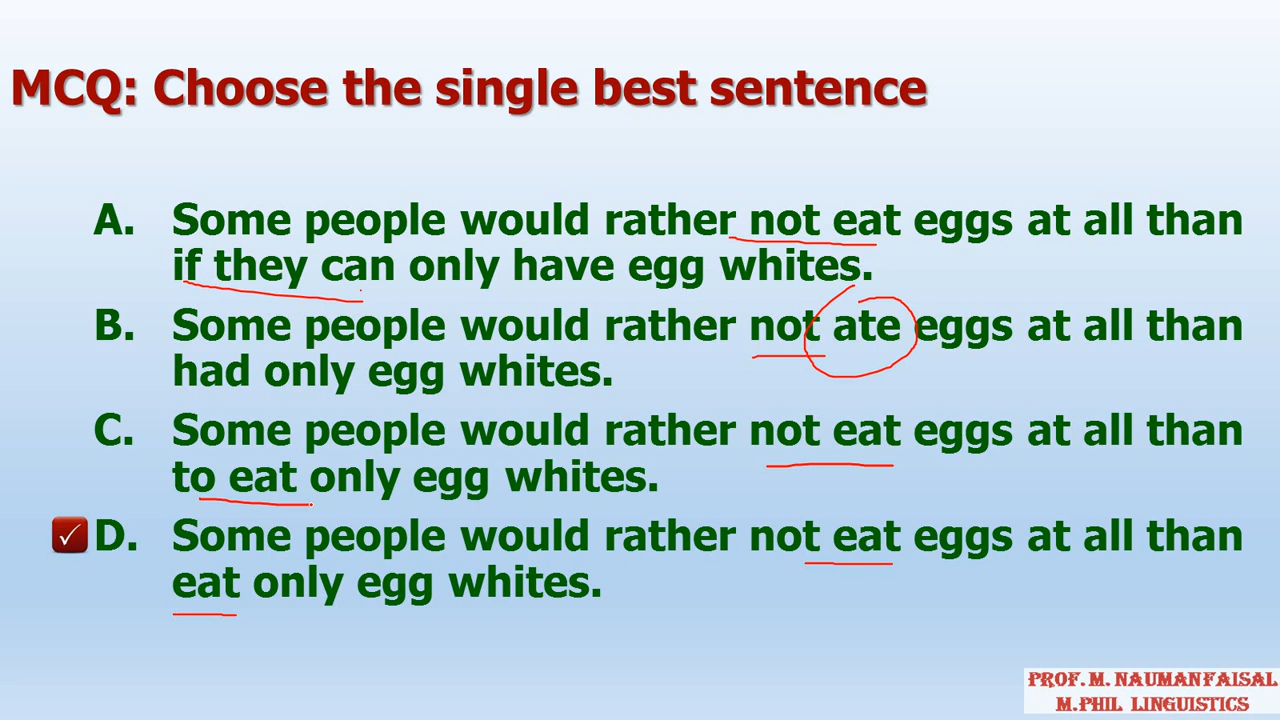 MCQ: Choose the single best sentence
A. Some people would rather not eat eggs at all than
if they can only have egg whites.
B. Some people would rather not ate eggs at all than
had only egg whites.
C. Some people would rather not eat eggs at all than
to eat only egg whites.
D. Some people would rather not eat eggs at all than
eat only egg whites.
PROF. M. NAUMAN FAISAL
M.PHIL LINGUISTICS